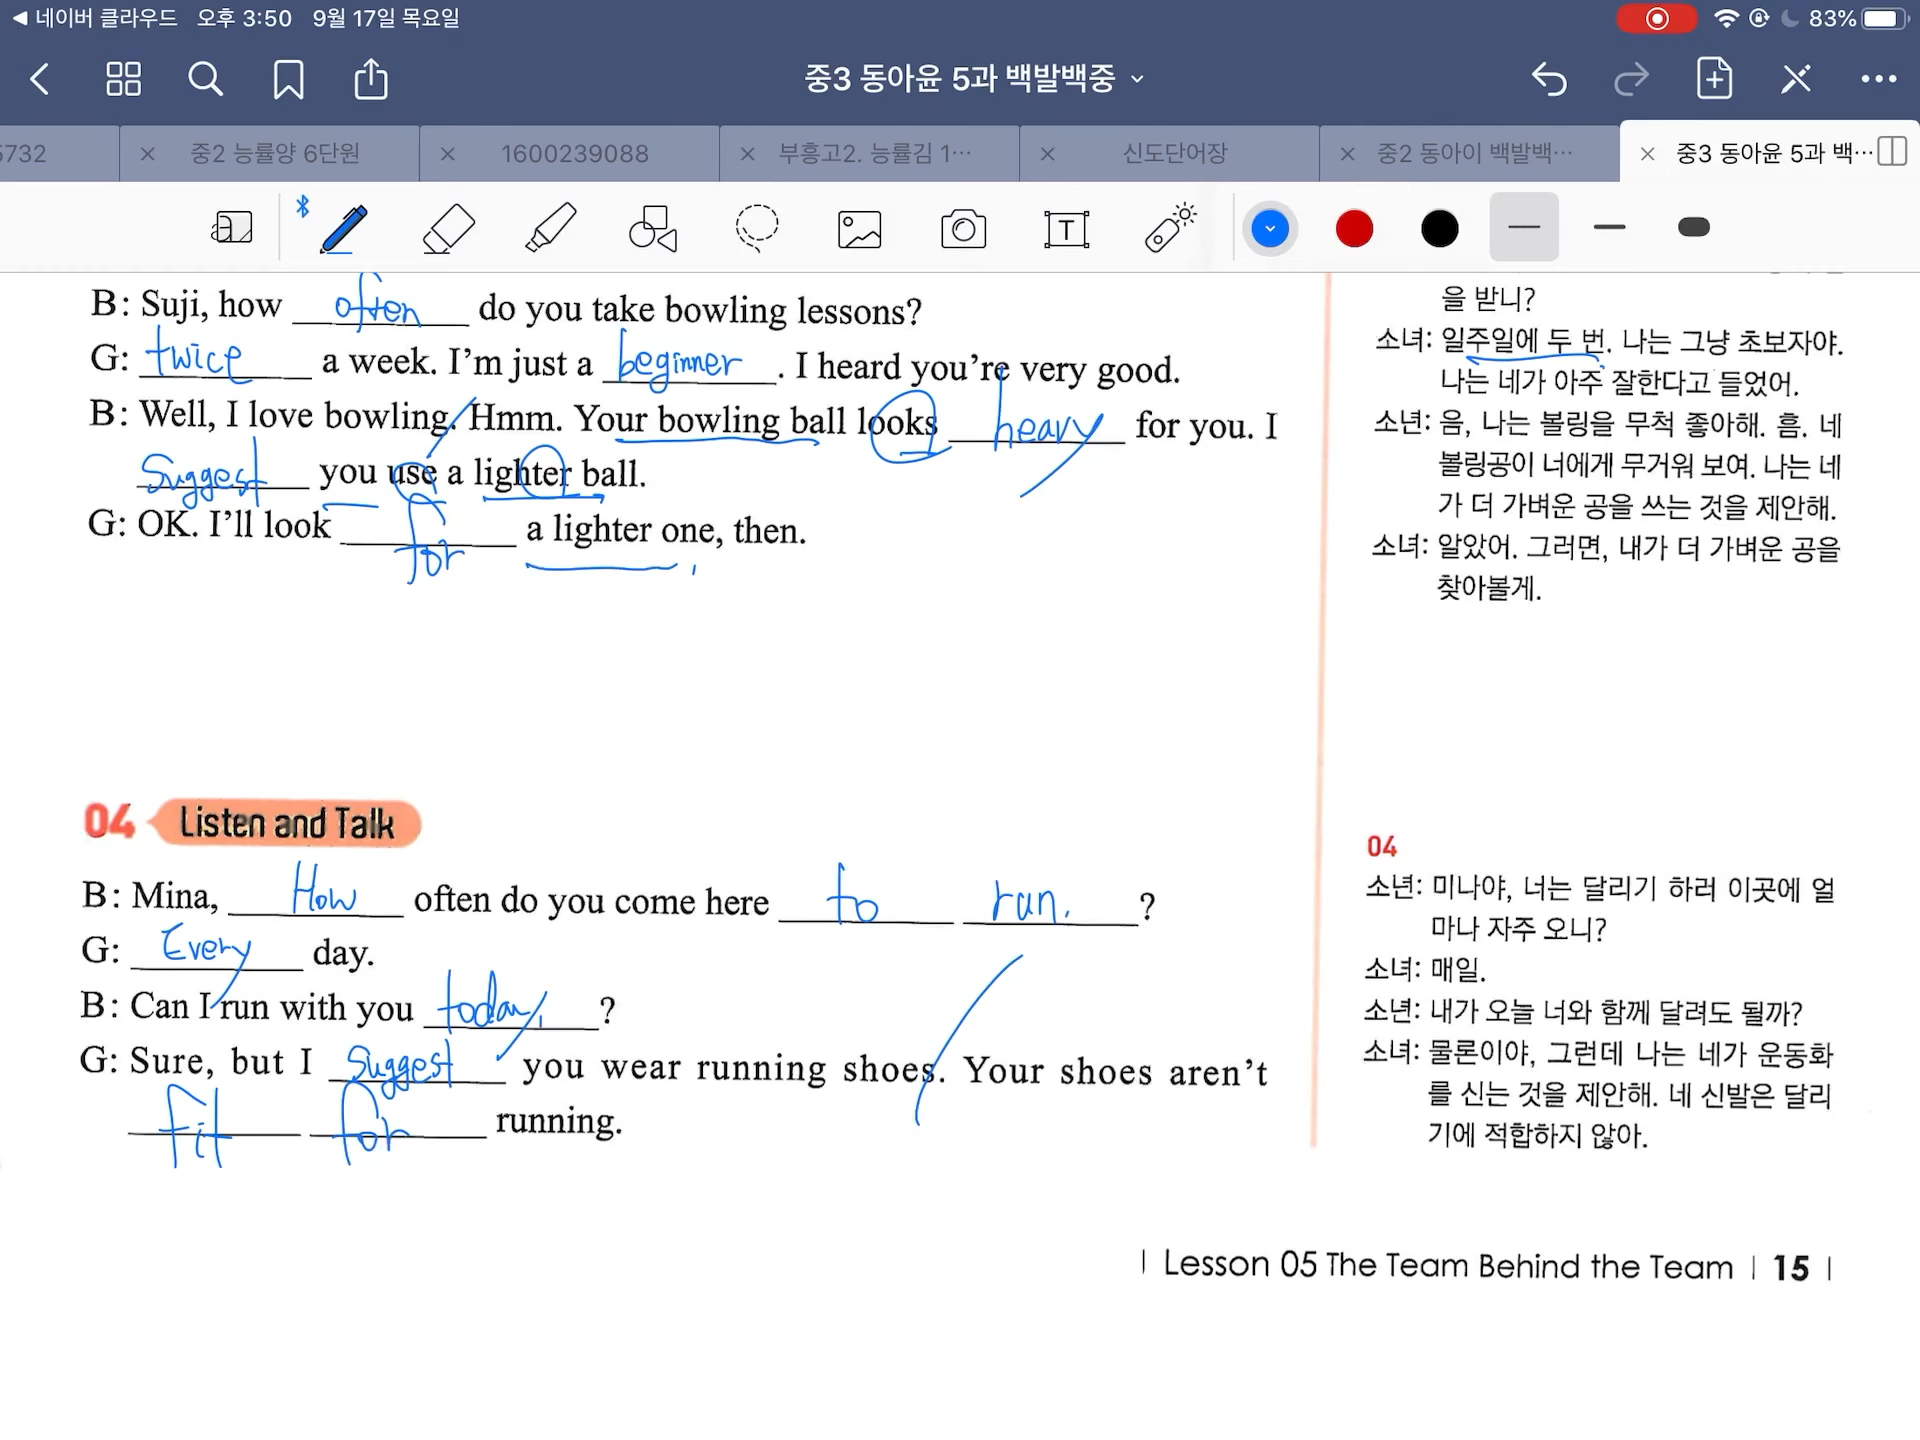 ◀ 네이버 클라우드 오후 3:50 9월 17일 목요일 83%
중3 동아윤 5과 백발백중
5732 × 중2 능률양 6단원 × 1600239088 × 부흥고2. 능률김 1… × 신도단어장 × 중2 동아이 백발백… × 중3 동아윤 5과 백…
B: Suji, how often do you take bowling lessons?
G: twice a week. I'm just a beginner. I heard you're very good.
B: Well, I love bowling. Hmm. Your bowling ball looks heavy for you. I
Suggest you use a lighter ball.
G: OK. I'll look for a lighter one, then.
을 받니?
소녀: 일주일에 두 번. 나는 그냥 초보자야.
나는 네가 아주 잘한다고 들었어.
소년: 음, 나는 볼링을 무척 좋아해. 흠. 네
볼링공이 너에게 무거워 보여. 나는 네
가 더 가벼운 공을 쓰는 것을 제안해.
소녀: 알았어. 그러면, 내가 더 가벼운 공을
찾아볼게.
04 Listen and Talk
B: Mina, How often do you come here to run. ?
G: Every day.
B: Can I run with you today. ?
G: Sure, but I Suggest you wear running shoes. Your shoes aren't
fit for running.
04
소년: 미나야, 너는 달리기 하러 이곳에 얼
마나 자주 오니?
소녀: 매일.
소년: 내가 오늘 너와 함께 달려도 될까?
소녀: 물론이야, 그런데 나는 네가 운동화
를 신는 것을 제안해. 네 신발은 달리
기에 적합하지 않아.
| Lesson 05 The Team Behind the Team | 15 |